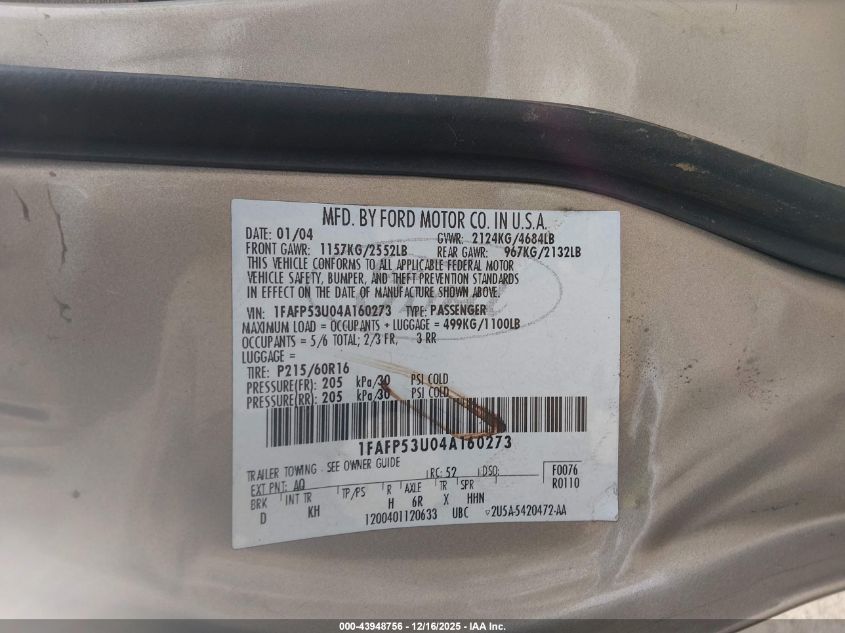 MFD. BY FORD MOTOR CO. IN U.S.A.
DATE: 01/04 GVWR: 2124KG/4684LB
FRONT GAWR: 1157KG/2552LB REAR GAWR: 967KG/2132LB
THIS VEHICLE CONFORMS TO ALL APPLICABLE FEDERAL MOTOR
VEHICLE SAFETY, BUMPER, AND THEFT PREVENTION STANDARDS
IN EFFECT ON THE DATE OF MANUFACTURE SHOWN ABOVE.
VIN: 1FAFP53U04A160273 TYPE: PASSENGER
MAXIMUM LOAD = OCCUPANTS + LUGGAGE = 499KG/1100LB
OCCUPANTS = 5/6 TOTAL; 2/3 FR, 3 RR
LUGGAGE =
TIRE: P215/60R16
PRESSURE(FR): 205 kPa/30 PSI COLD
PRESSURE(RR): 205 kPa/30 PSI COLD
1FAFP53U04A160273
TRAILER TOWING - SEE OWNER GUIDE
EXT PNT: AQ RC: 52 DSO: F0076
BRK INT TR TP/PS R AXLE TR SPR R0110
D KH H 6R X HHN
1200401120633 UBC ▽2U5A-5420472-AA
000-43948756 - 12/16/2025 - IAA Inc.